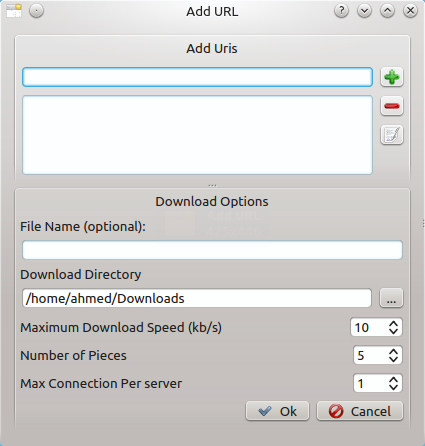 Add URL
Add Uris
Download Options
File Name (optional):
Download Directory
/home/ahmed/Downloads ...
Maximum Download Speed (kb/s) 10
Number of Pieces 5
Max Connection Per server 1
Ok Cancel